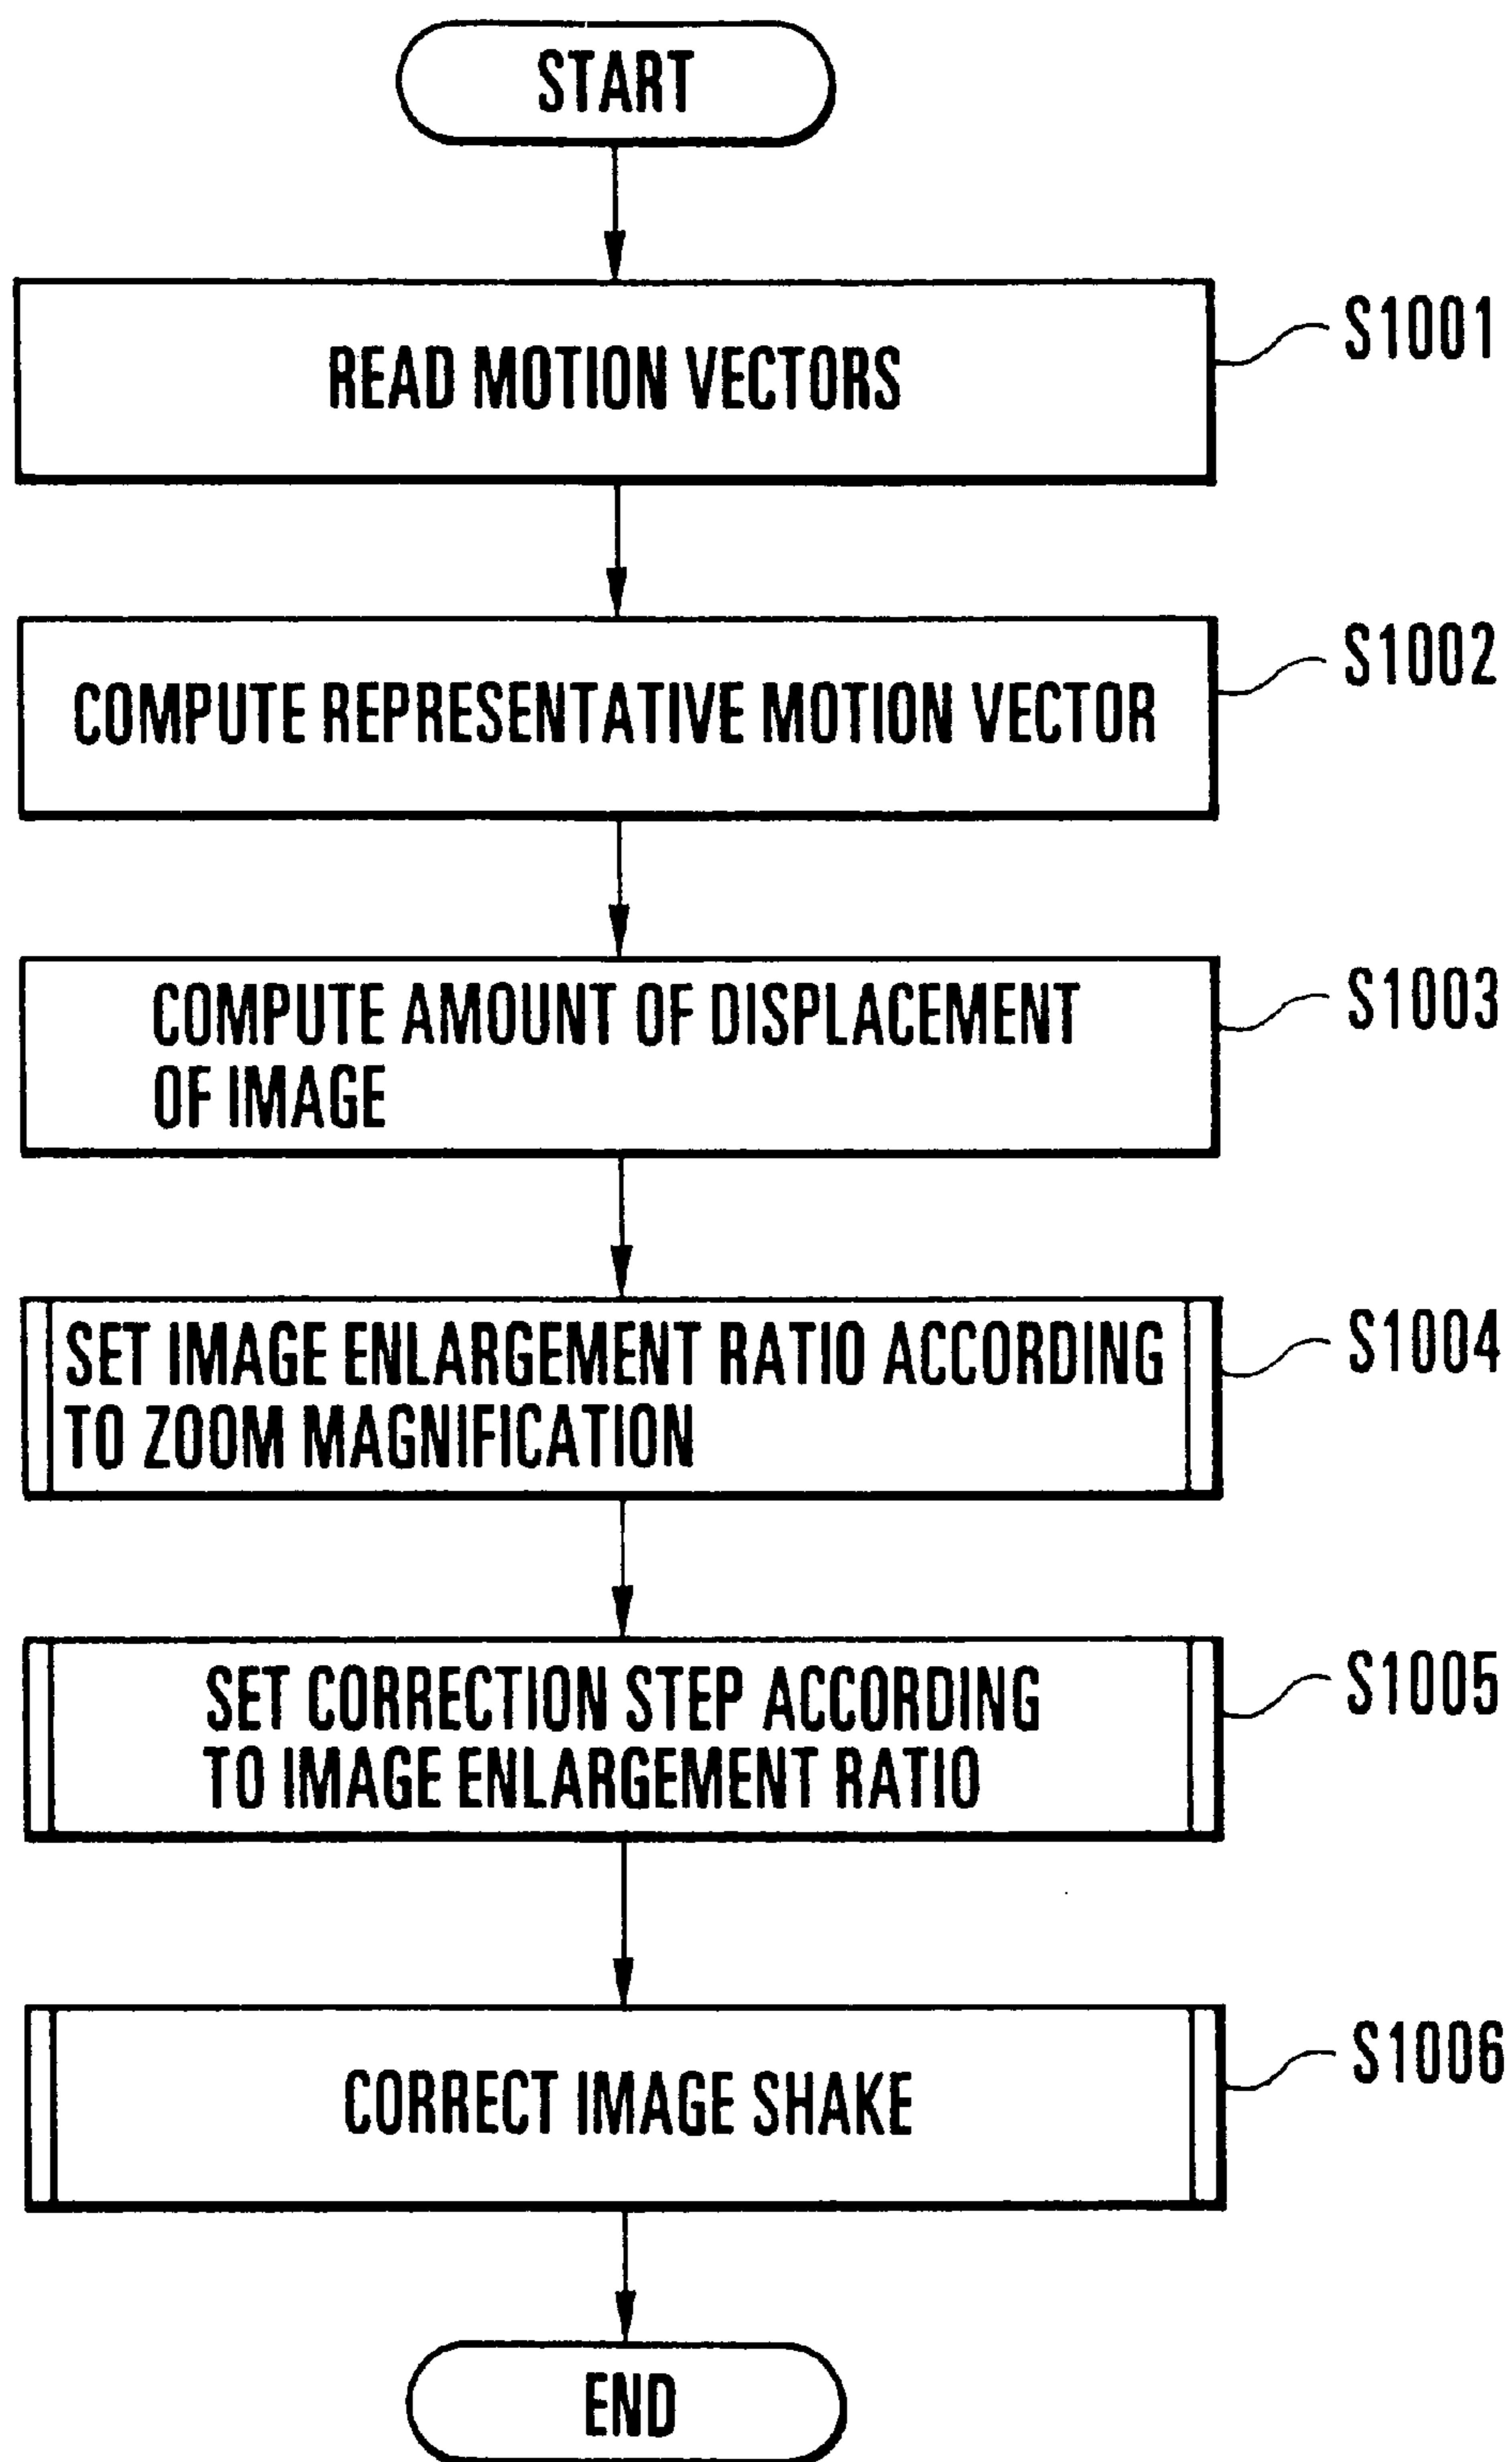 START
READ MOTION VECTORS
S1001
COMPUTE REPRESENTATIVE MOTION VECTOR
S1002
COMPUTE AMOUNT OF DISPLACEMENT
OF IMAGE
S1003
SET IMAGE ENLARGEMENT RATIO ACCORDING
TO ZOOM MAGNIFICATION
S1004
SET CORRECTION STEP ACCORDING
TO IMAGE ENLARGEMENT RATIO
S1005
CORRECT IMAGE SHAKE
S1006
END